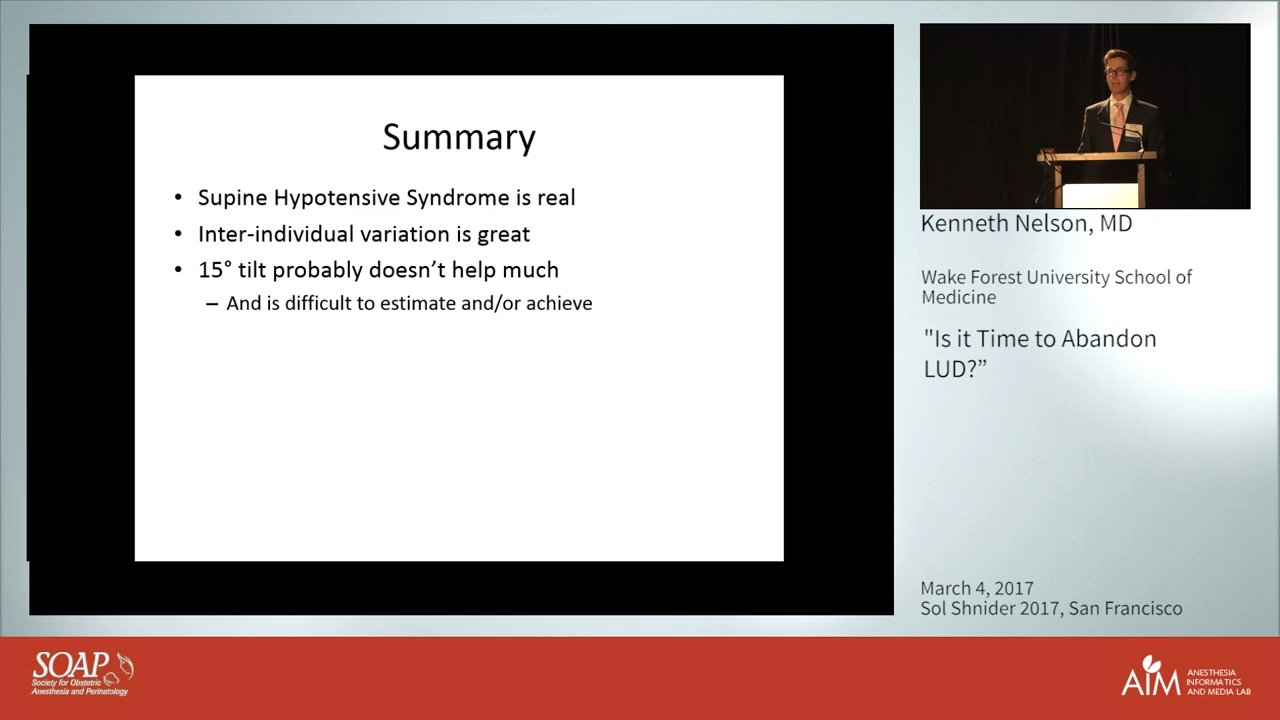 Summary
• Supine Hypotensive Syndrome is real
• Inter-individual variation is great
• 15° tilt probably doesn’t help much
– And is difficult to estimate and/or achieve
Kenneth Nelson, MD
Wake Forest University School of
Medicine
"Is it Time to Abandon
LUD?”
March 4, 2017
Sol Shnider 2017, San Francisco
SOAP
Society for Obstetric
Anesthesia and Perinatology
AIM
ANESTHESIA
INFORMATICS
AND MEDIA LAB